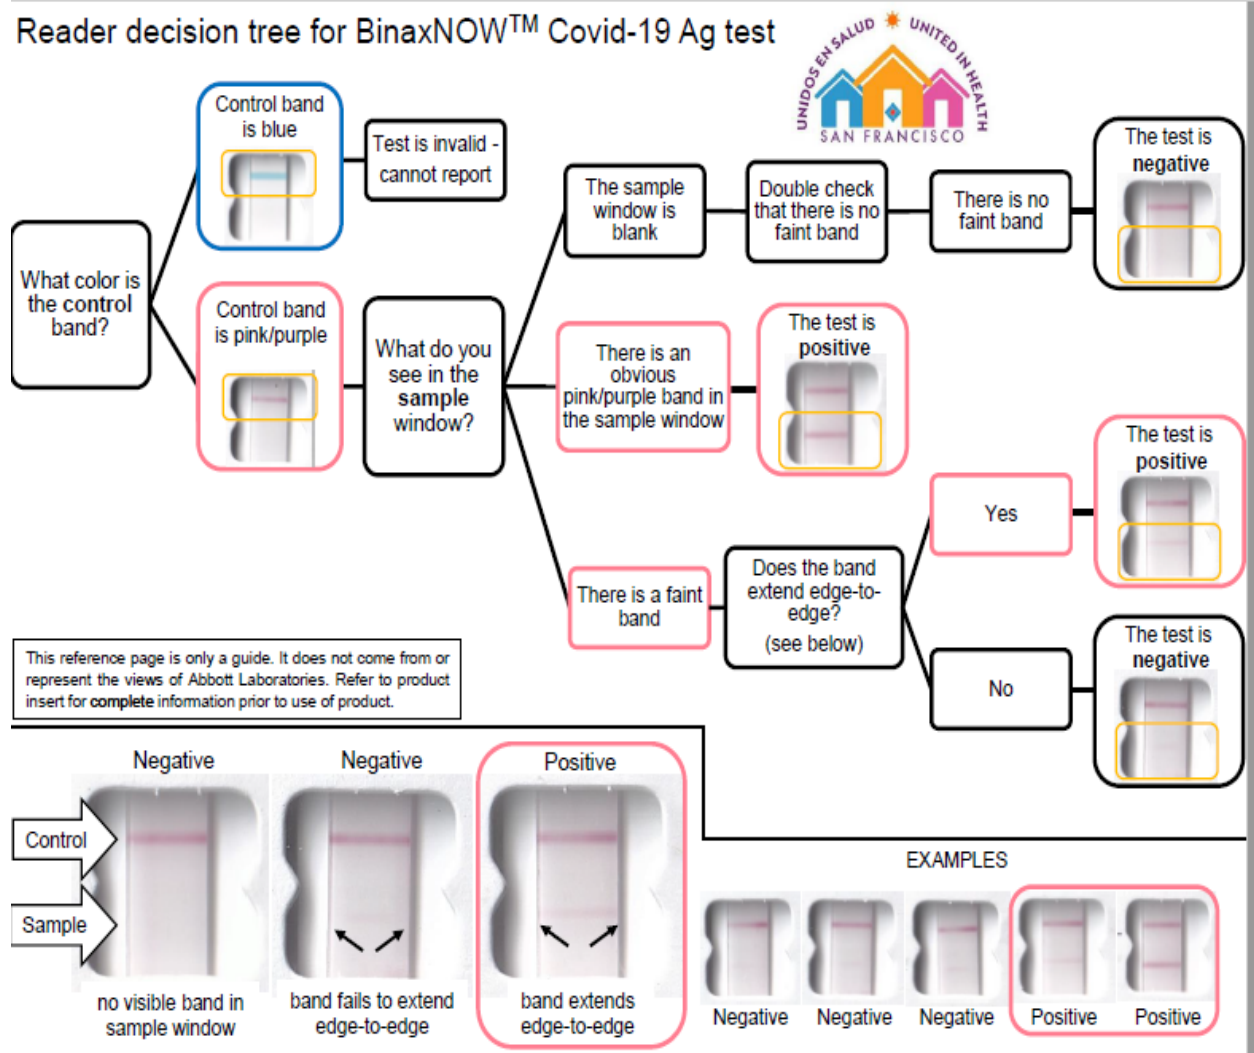 Reader decision tree for BinaxNOW™ Covid-19 Ag test
UNIDOS EN SALUD
UNITED IN HEALTH
SAN FRANCISCO
What color is
the control
band?
Control band
is blue
Test is invalid -
cannot report
Control band
is pink/purple
What do you
see in the
sample
window?
The sample
window is
blank
Double check
that there is no
faint band
There is no
faint band
The test is
negative
There is an
obvious
pink/purple band in
the sample window
The test is
positive
There is a faint
band
Does the band
extend edge-to-
edge?
(see below)
Yes
The test is
positive
No
The test is
negative
This reference page is only a guide. It does not come from or
represent the views of Abbott Laboratories. Refer to product
insert for complete information prior to use of product.
Control
Sample
Negative
no visible band in
sample window
Negative
band fails to extend
edge-to-edge
Positive
band extends
edge-to-edge
EXAMPLES
Negative
Negative
Negative
Positive
Positive